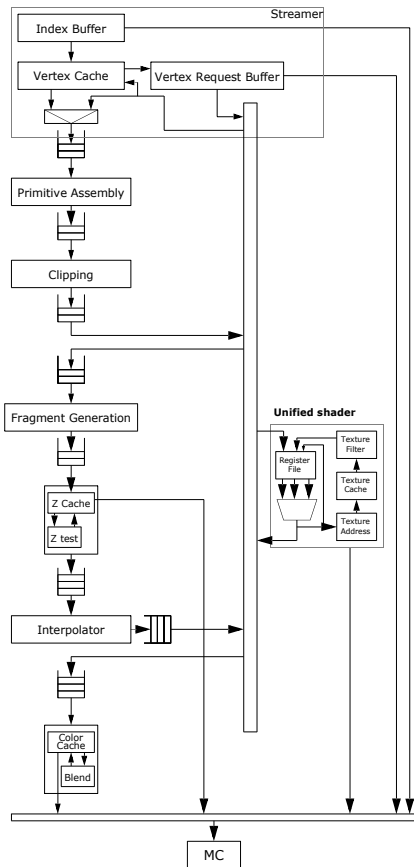 Streamer
Index Buffer
Vertex Cache
Vertex Request Buffer
Primitive Assembly
Clipping
Fragment Generation
Unified shader
Register
File
Texture
Filter
Texture
Cache
Texture
Address
Z Cache
Z test
Interpolator
Color
Cache
Blend
MC